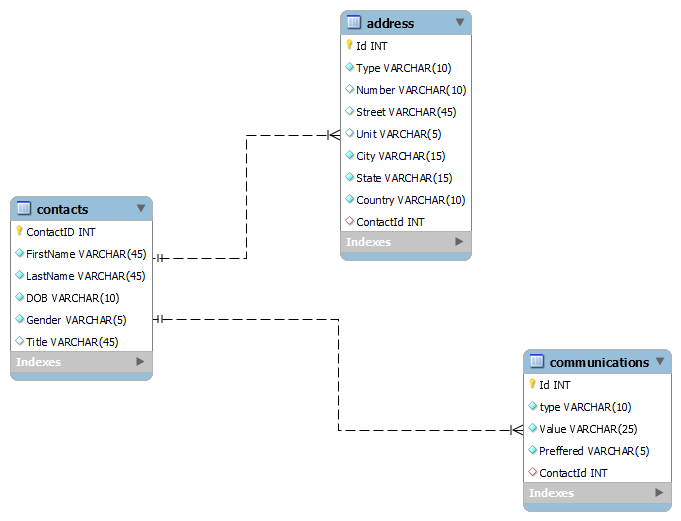 address
Id INT
Type VARCHAR(10)
Number VARCHAR(10)
Street VARCHAR(45)
Unit VARCHAR(5)
City VARCHAR(15)
State VARCHAR(15)
Country VARCHAR(10)
ContactId INT
Indexes
contacts
ContactID INT
FirstName VARCHAR(45)
LastName VARCHAR(45)
DOB VARCHAR(10)
Gender VARCHAR(5)
Title VARCHAR(45)
Indexes
communications
Id INT
type VARCHAR(10)
Value VARCHAR(25)
Preffered VARCHAR(5)
ContactId INT
Indexes